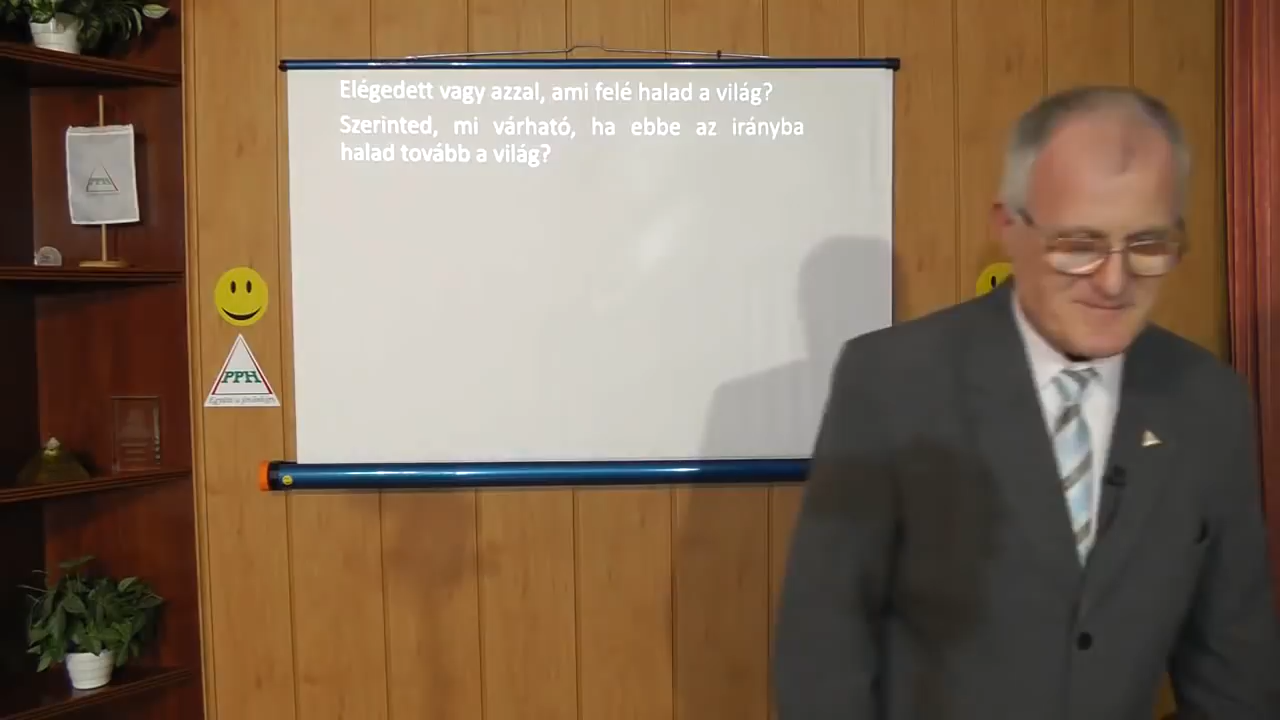 Elégedett vagy azzal, ami felé halad a világ?
Szerinted, mi várható, ha ebbe az irányba
halad tovább a világ?
PPH
PPH